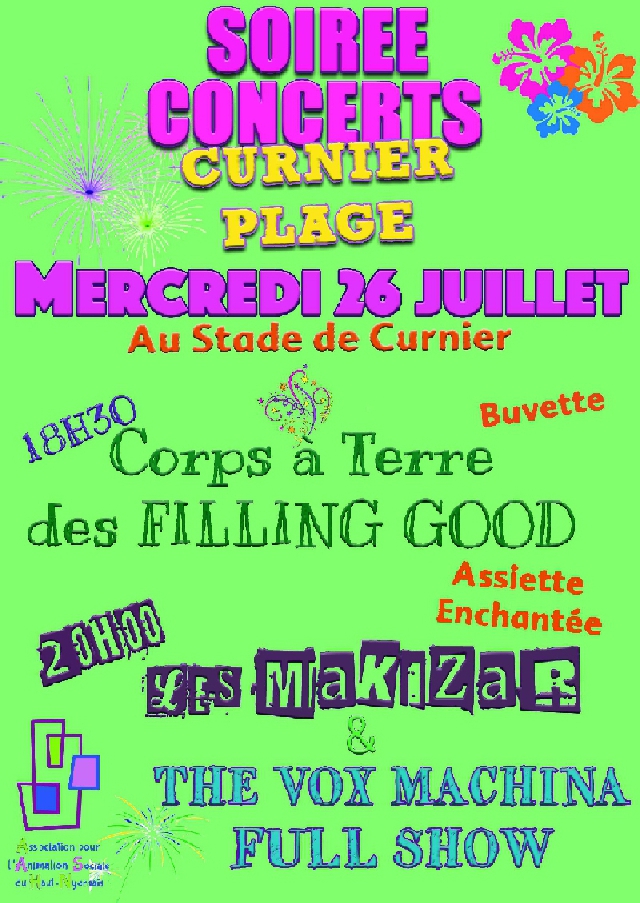 SOIREE
CONCERTS
CURNIER
PLAGE
MERCREDI 26 JUILLET
Au Stade de Curnier
18H30
Buvette
Corps à Terre
des FILLING GOOD
Assiette
Enchantée
20H00
Les MaKiZaR
&
THE VOX MACHINA
FULL SHOW
Association pour
l'Animation Sociale
du Haut-Nyonsais